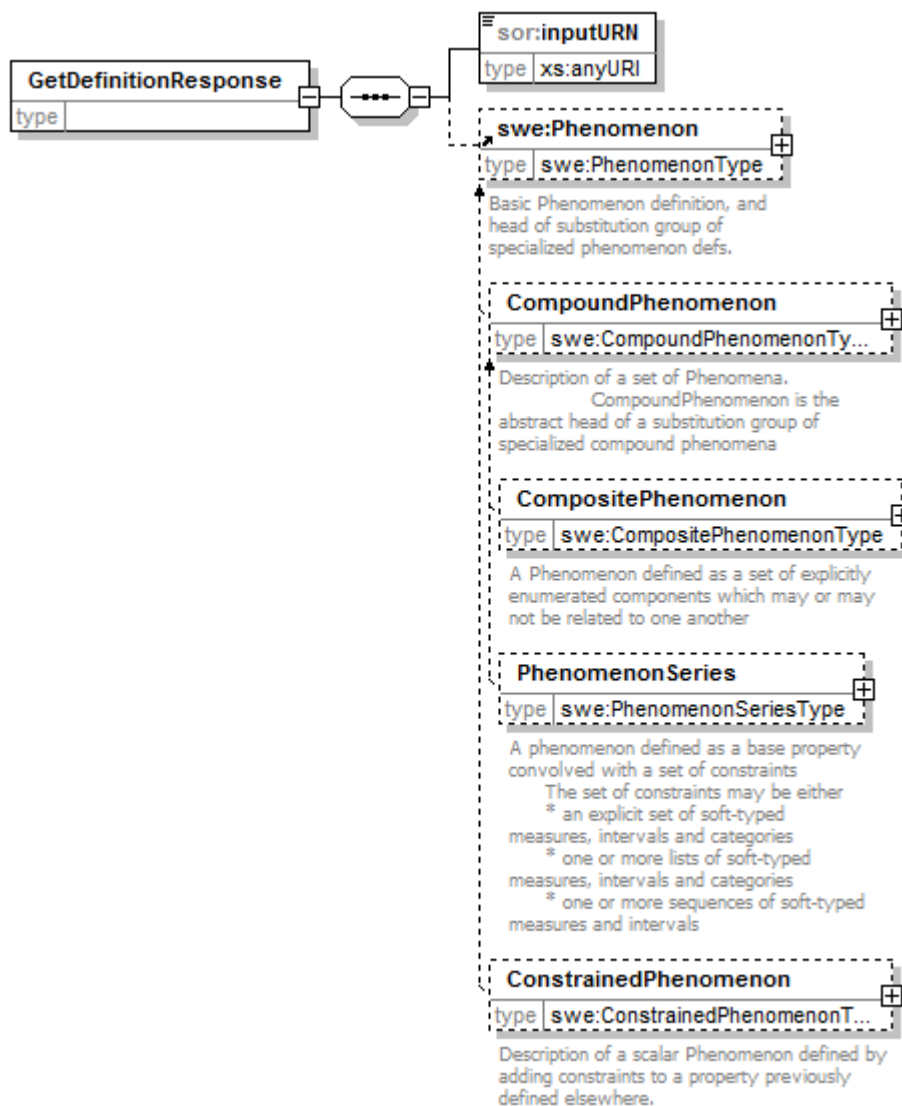 sor:inputURN
type xs:anyURI
GetDefinitionResponse
type
swe:Phenomenon
type swe:PhenomenonType
Basic Phenomenon definition, and
head of substitution group of
specialized phenomenon defs.
CompoundPhenomenon
type swe:CompoundPhenomenonTy...
Description of a set of Phenomena.
CompoundPhenomenon is the
abstract head of a substitution group of
specialized compound phenomena
CompositePhenomenon
type swe:CompositePhenomenonType
A Phenomenon defined as a set of explicitly
enumerated components which may or may
not be related to one another
PhenomenonSeries
type swe:PhenomenonSeriesType
A phenomenon defined as a base property
convolved with a set of constraints
The set of constraints may be either
* an explicit set of soft-typed
measures, intervals and categories
* one or more lists of soft-typed
measures, intervals and categories
* one or more sequences of soft-typed
measures and intervals
ConstrainedPhenomenon
type swe:ConstrainedPhenomenonT...
Description of a scalar Phenomenon defined by
adding constraints to a property previously
defined elsewhere.